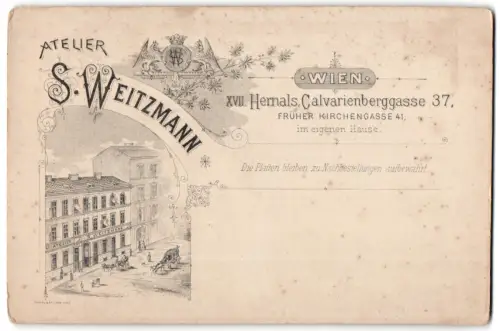 ATELIER
S. WEITZMANN
WIEN
XVII. Hernals, Calvarienberggasse 37.
FRÜHER KIRCHENGASSE 41.
im eigenen Hause.
Die Platten bleiben zu Nachbestellungen aufbewahrt.